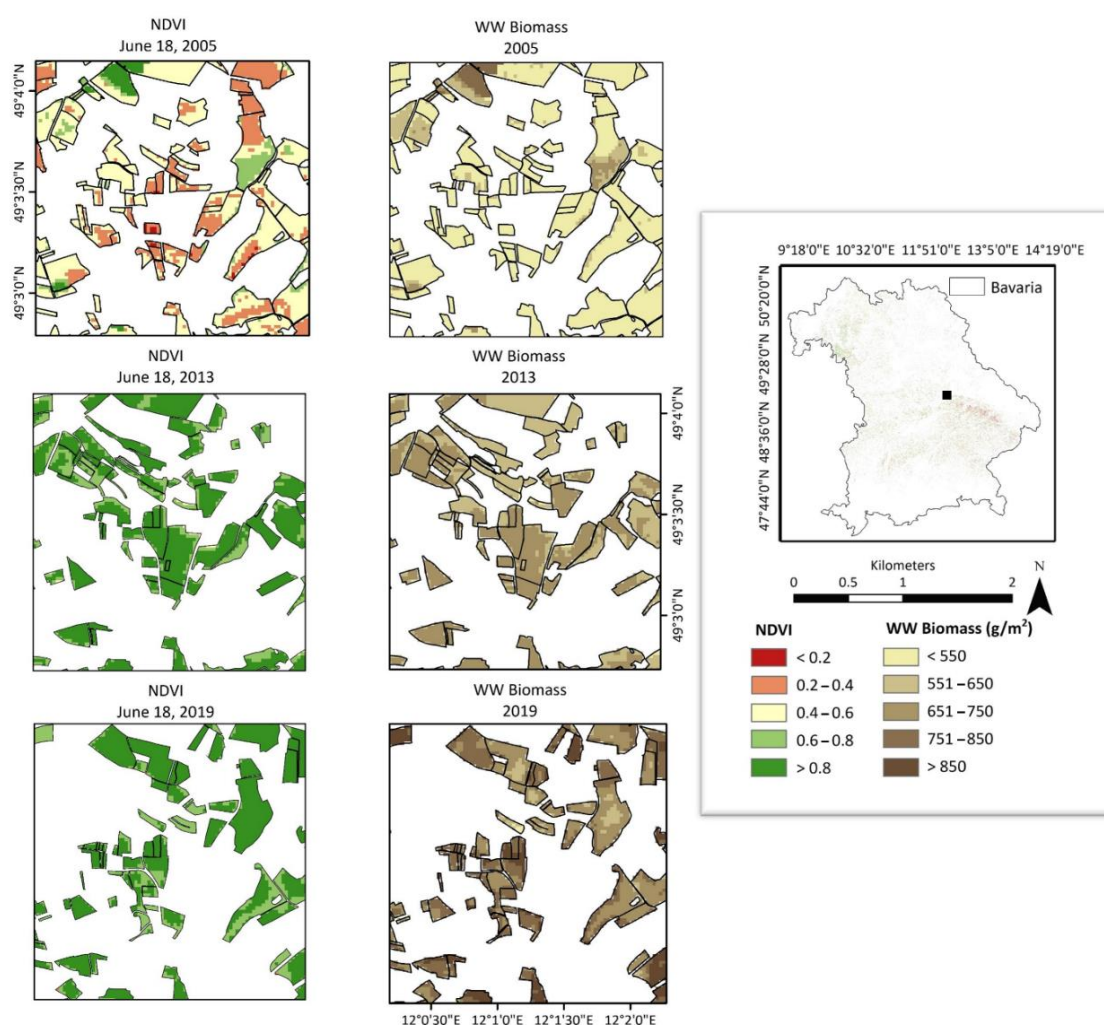 NDVI
June 18, 2005
WW Biomass
2005
49°4'0"N
49°3'30"N
49°3'0"N
NDVI
June 18, 2013
WW Biomass
2013
49°4'0"N
49°3'30"N
49°3'0"N
NDVI
June 18, 2019
WW Biomass
2019
12°0'30"E 12°1'0"E 12°1'30"E 12°2'0"E
9°18'0"E 10°32'0"E 11°51'0"E 13°5'0"E 14°19'0"E
50°20'0"N
49°28'0"N
48°36'0"N
47°44'0"N
Bavaria
Kilometers
0 0.5 1 2
N
NDVI WW Biomass (g/m²)
< 0.2 < 550
0.2 – 0.4 551 – 650
0.4 – 0.6 651 – 750
0.6 – 0.8 751 – 850
> 0.8 > 850